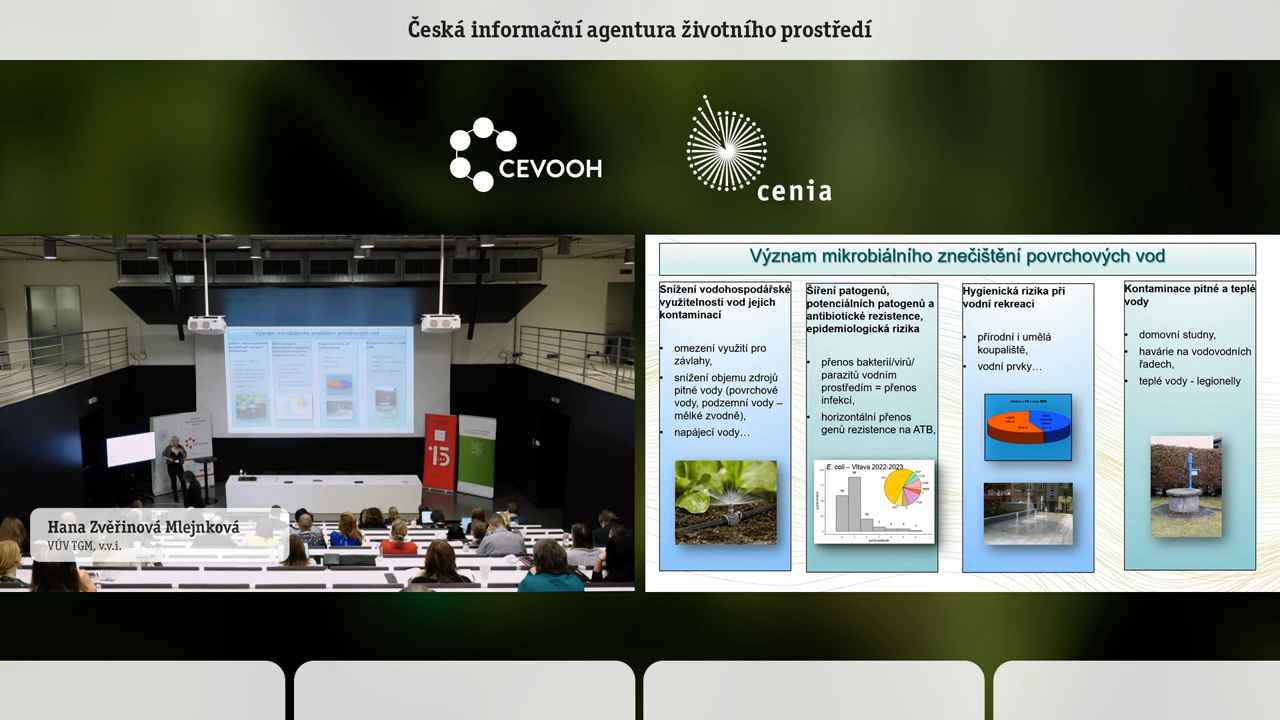 Česká informační agentura životního prostředí
CEVOOH
cenia
15
Hana Zvěřinová Mlejnková
VÚV TGM, v.v.i.
Význam mikrobiálního znečištění povrchových vod
Snížení vodohospodářské
využitelnosti vod jejich
kontaminací
• omezení využití pro
závlahy,
• snížení objemu zdrojů
pitné vody (povrchové
vody, podzemní vody –
mělké zvodně),
• napájecí vody…
Šíření patogenů,
potenciálních patogenů a
antibiotické rezistence,
epidemiologická rizika
• přenos bakterií/virů/
parazitů vodním
prostředím = přenos
infekcí,
• horizontální přenos
genů rezistence na ATB,
E. coli – Vltava 2022-2023
Hygienická rizika při
vodní rekreaci
• přírodní i umělá
koupaliště,
• vodní prvky…
Kontaminace pitné a teplé
vody
• domovní studny,
• havárie na vodovodních
řadech,
• teplé vody - legionelly